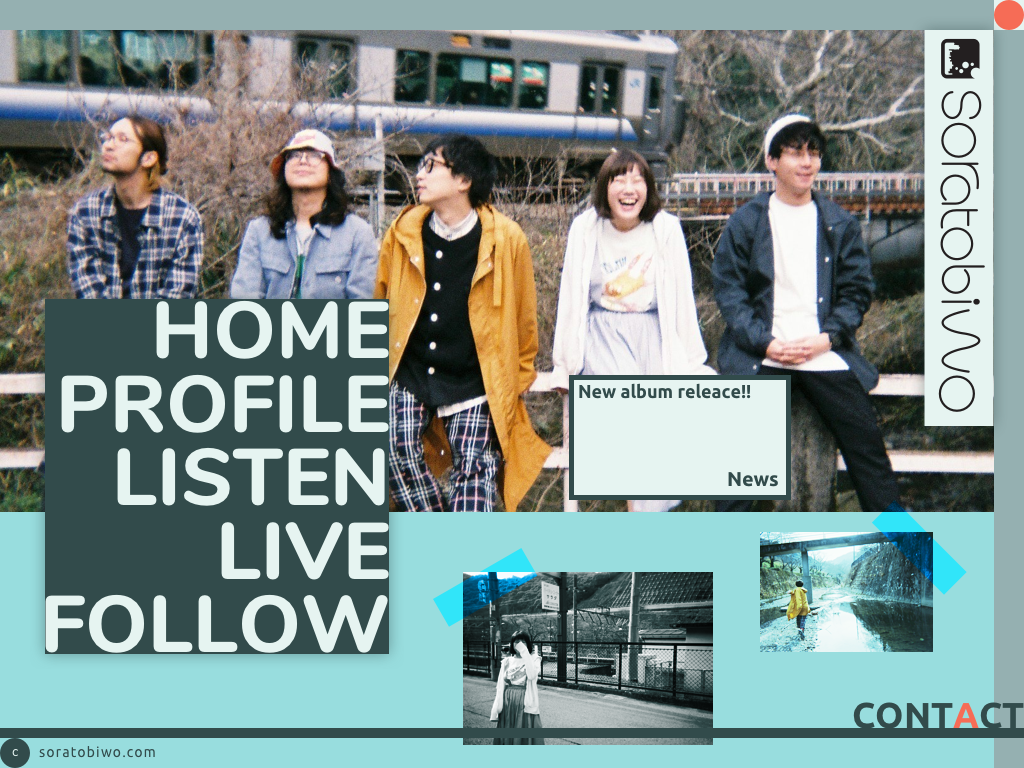 soratobiwo
HOME
PROFILE
LISTEN
LIVE
FOLLOW
New album releace!!
News
CONTACT
c soratobiwo.com